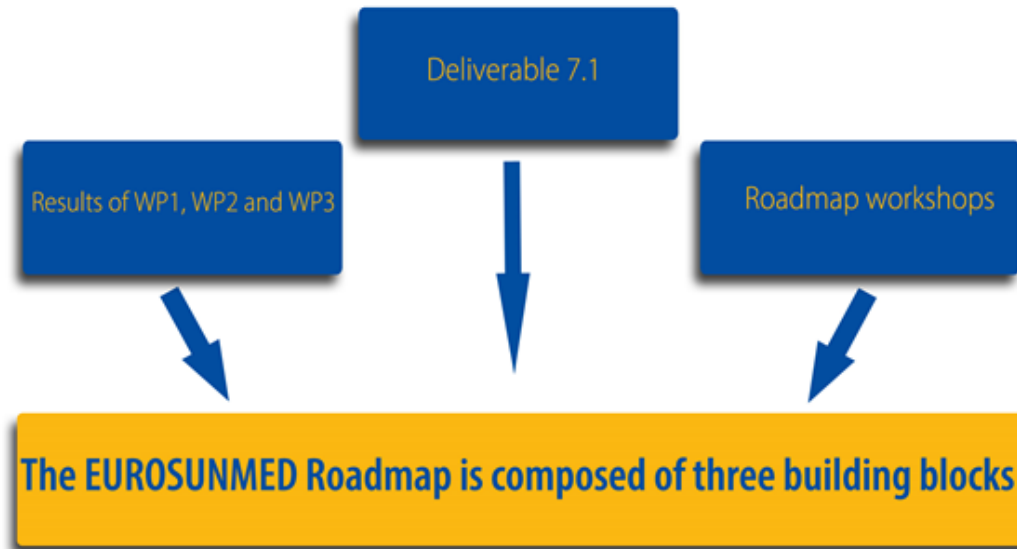 Deliverable 7.1
Results of WP1, WP2 and WP3
Roadmap workshops
The EUROSUNMED Roadmap is composed of three building blocks